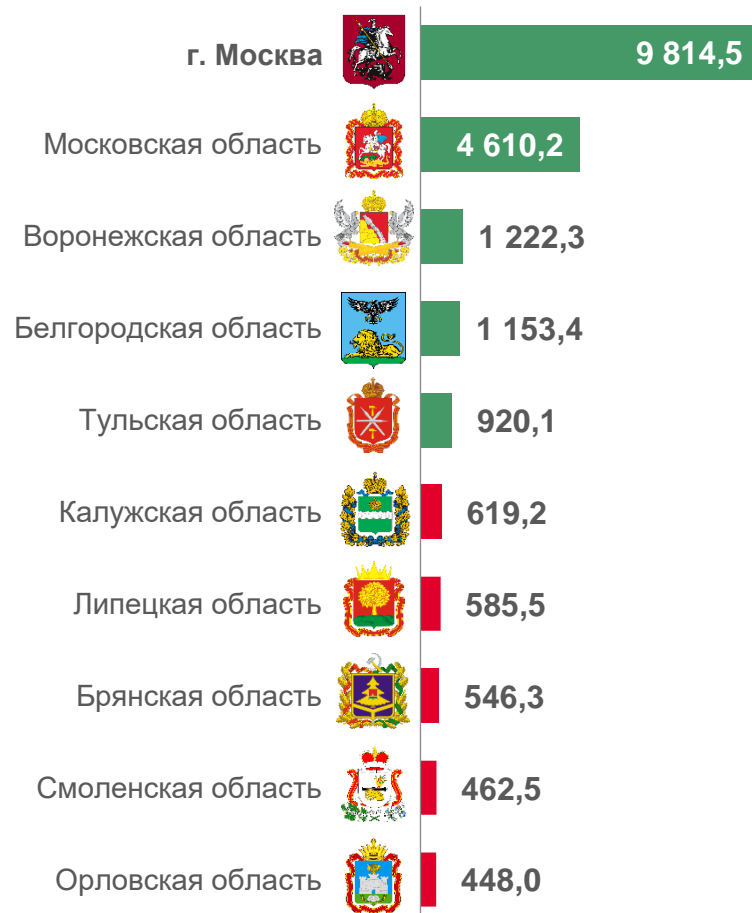 г. Москва 9 814,5
Московская область 4 610,2
Воронежская область 1 222,3
Белгородская область 1 153,4
Тульская область 920,1
Калужская область 619,2
Липецкая область 585,5
Брянская область 546,3
Смоленская область 462,5
Орловская область 448,0